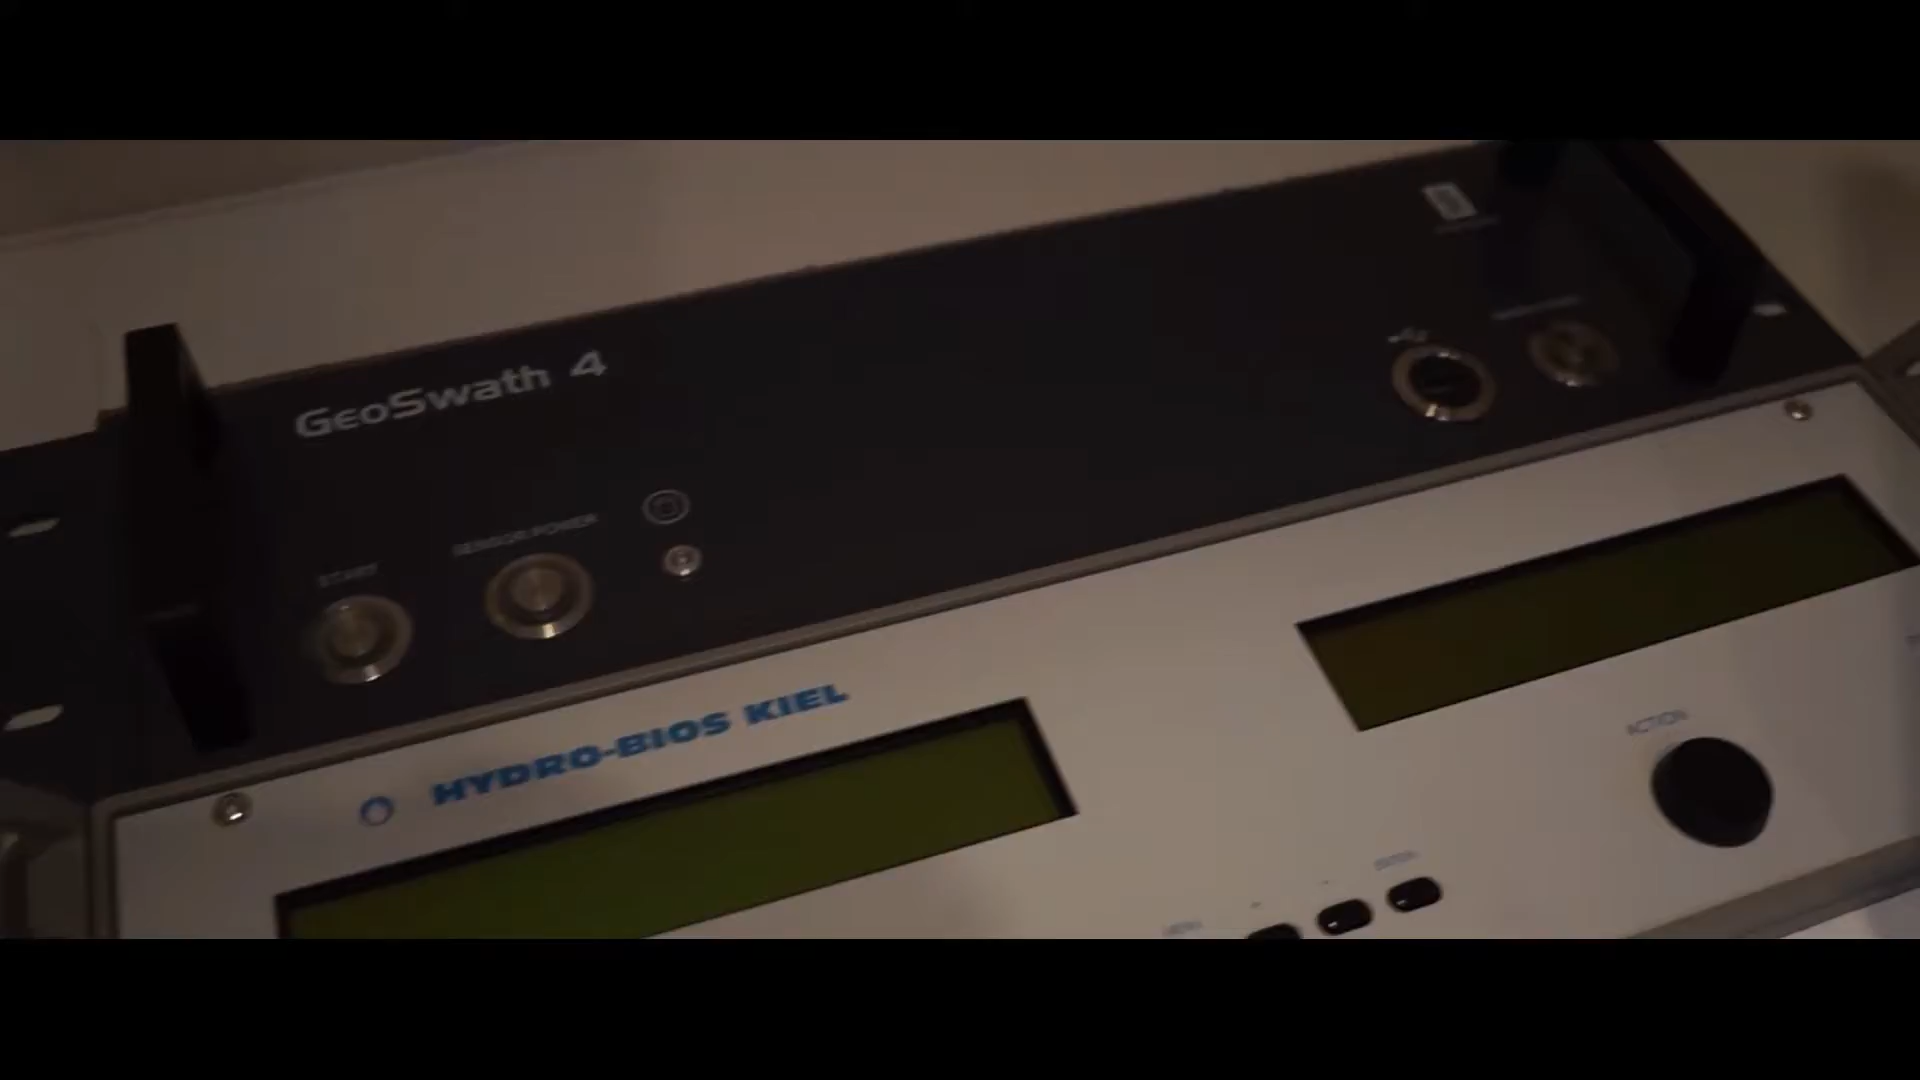 GeoSwath 4
START
SENSOR POWER
HYDRO-BIOS KIEL
ACTION